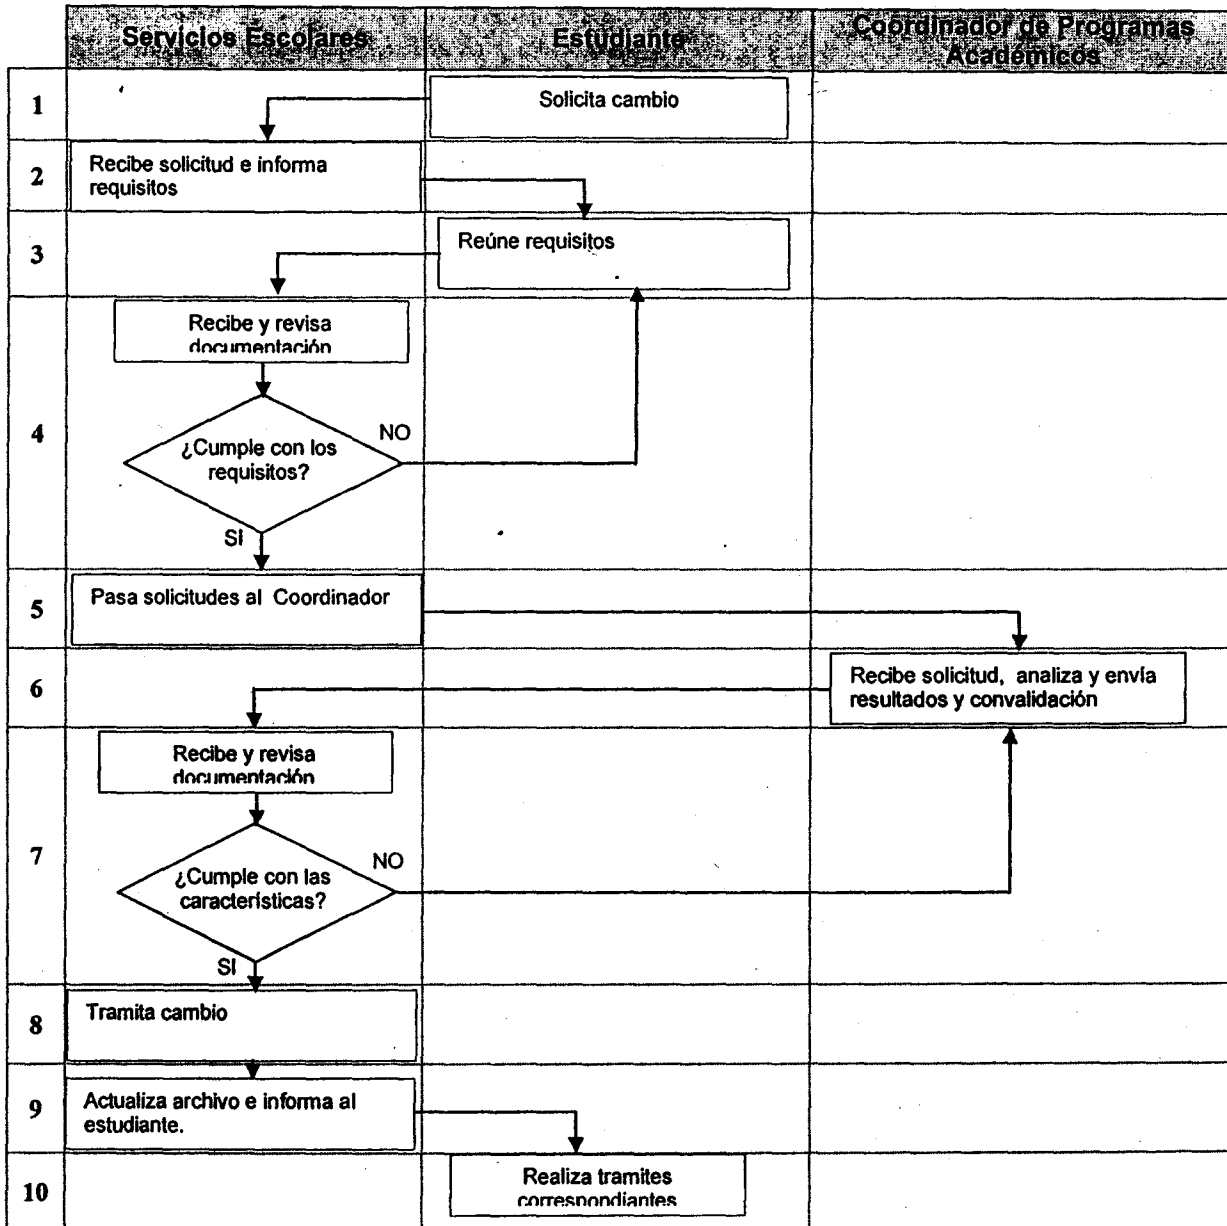 Servicios Escolares
Estudiante
Coordinador de Programas
Académicos
1
Solicita cambio
2
Recibe solicitud e informa
requisitos
3
Reúne requisitos
4
Recibe y revisa
documentación
¿Cumple con los
requisitos?
NO
SI
5
Pasa solicitudes al Coordinador
6
Recibe solicitud, analiza y envía
resultados y convalidación
7
Recibe y revisa
documentación
¿Cumple con las
características?
NO
SI
8
Tramita cambio
9
Actualiza archivo e informa al
estudiante.
10
Realiza tramites
correspondiantes